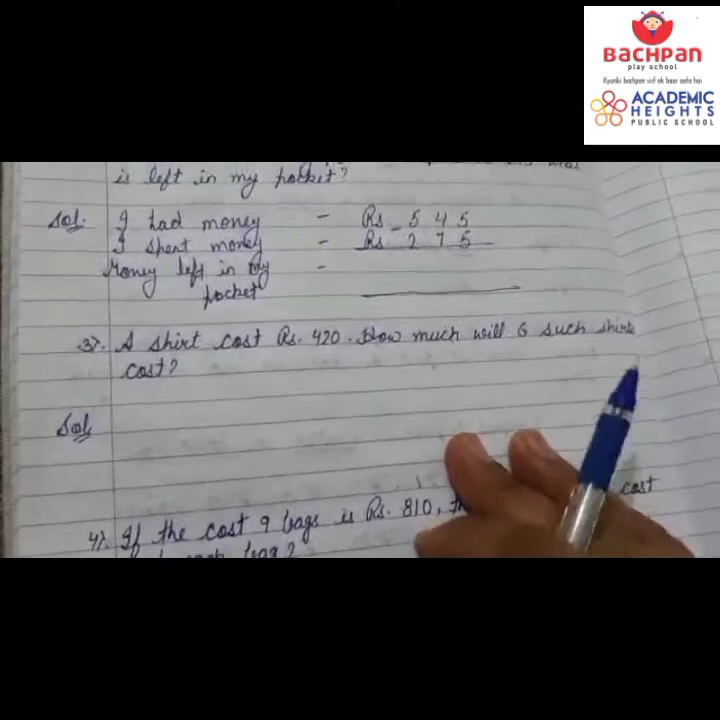 BACHPAN
play school
Kyunki bachpan sirf ek baar aata hai
ACADEMIC
HEIGHTS
PUBLIC SCHOOL
is left in my pocket?
Sol. I had money - Rs 5 4 5
I spent money - Rs - 2 7 5
Money left in my -
pocket
3). A shirt cost Rs. 420. How much will 6 such shirts
cost?
Sol.
4). If the cost 9 bags is Rs. 810, cost
each bag?